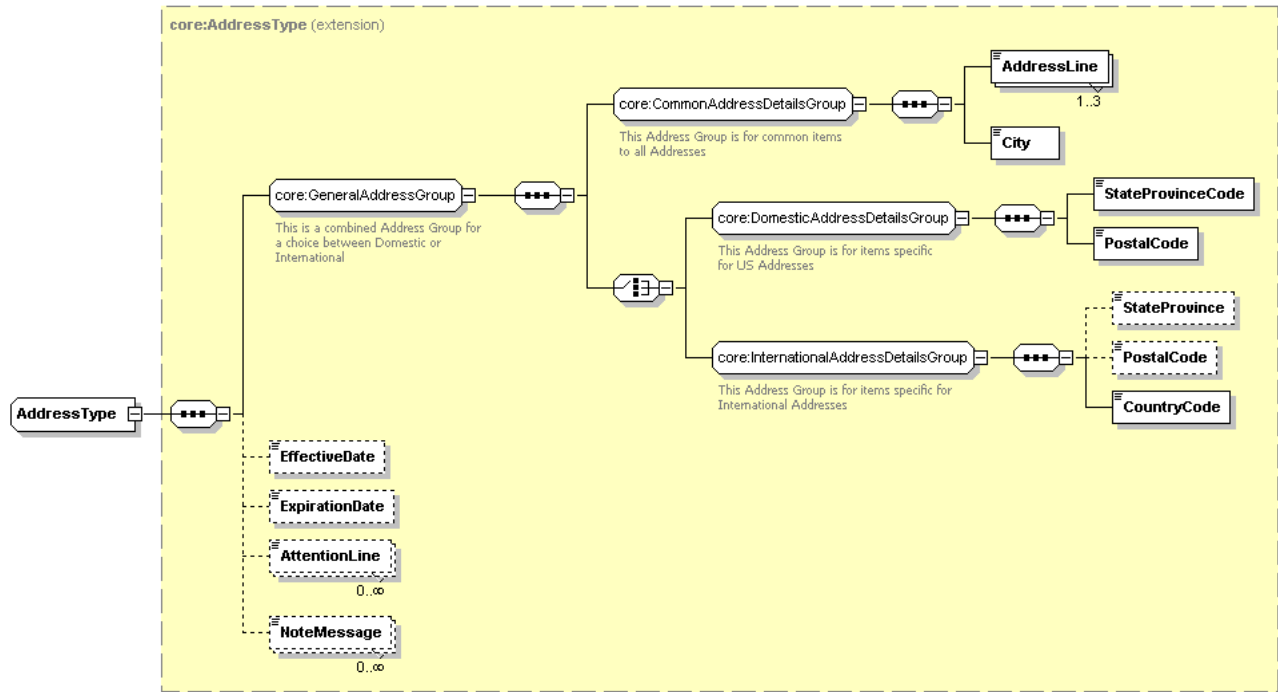 core:AddressType (extension)
AddressLine
1..3
core:CommonAddressDetailsGroup
This Address Group is for common items
to all Addresses
City
core:GeneralAddressGroup
This is a combined Address Group for
a choice between Domestic or
International
StateProvinceCode
core:DomesticAddressDetailsGroup
This Address Group is for items specific
for US Addresses
PostalCode
StateProvince
core:InternationalAddressDetailsGroup
This Address Group is for items specific for
International Addresses
PostalCode
CountryCode
AddressType
EffectiveDate
ExpirationDate
AttentionLine
0..∞
NoteMessage
0..∞